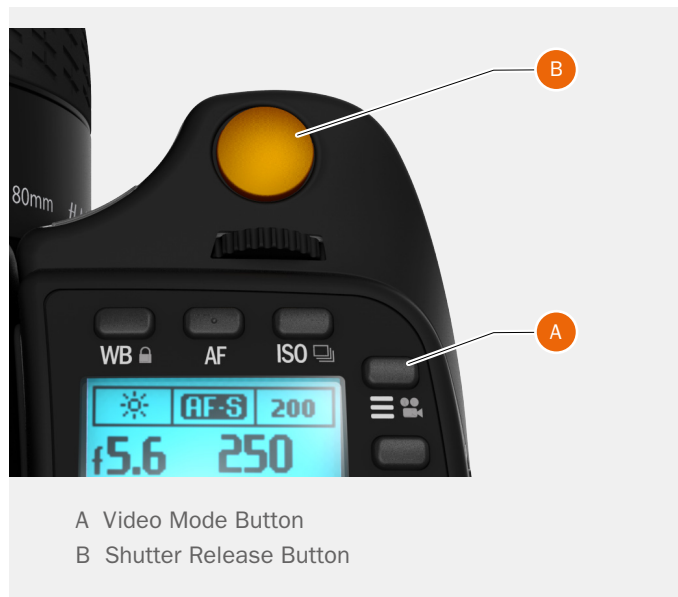 B
80mm
A
WB AF ISO
AF-S 200
f5.6 250
A Video Mode Button
B Shutter Release Button